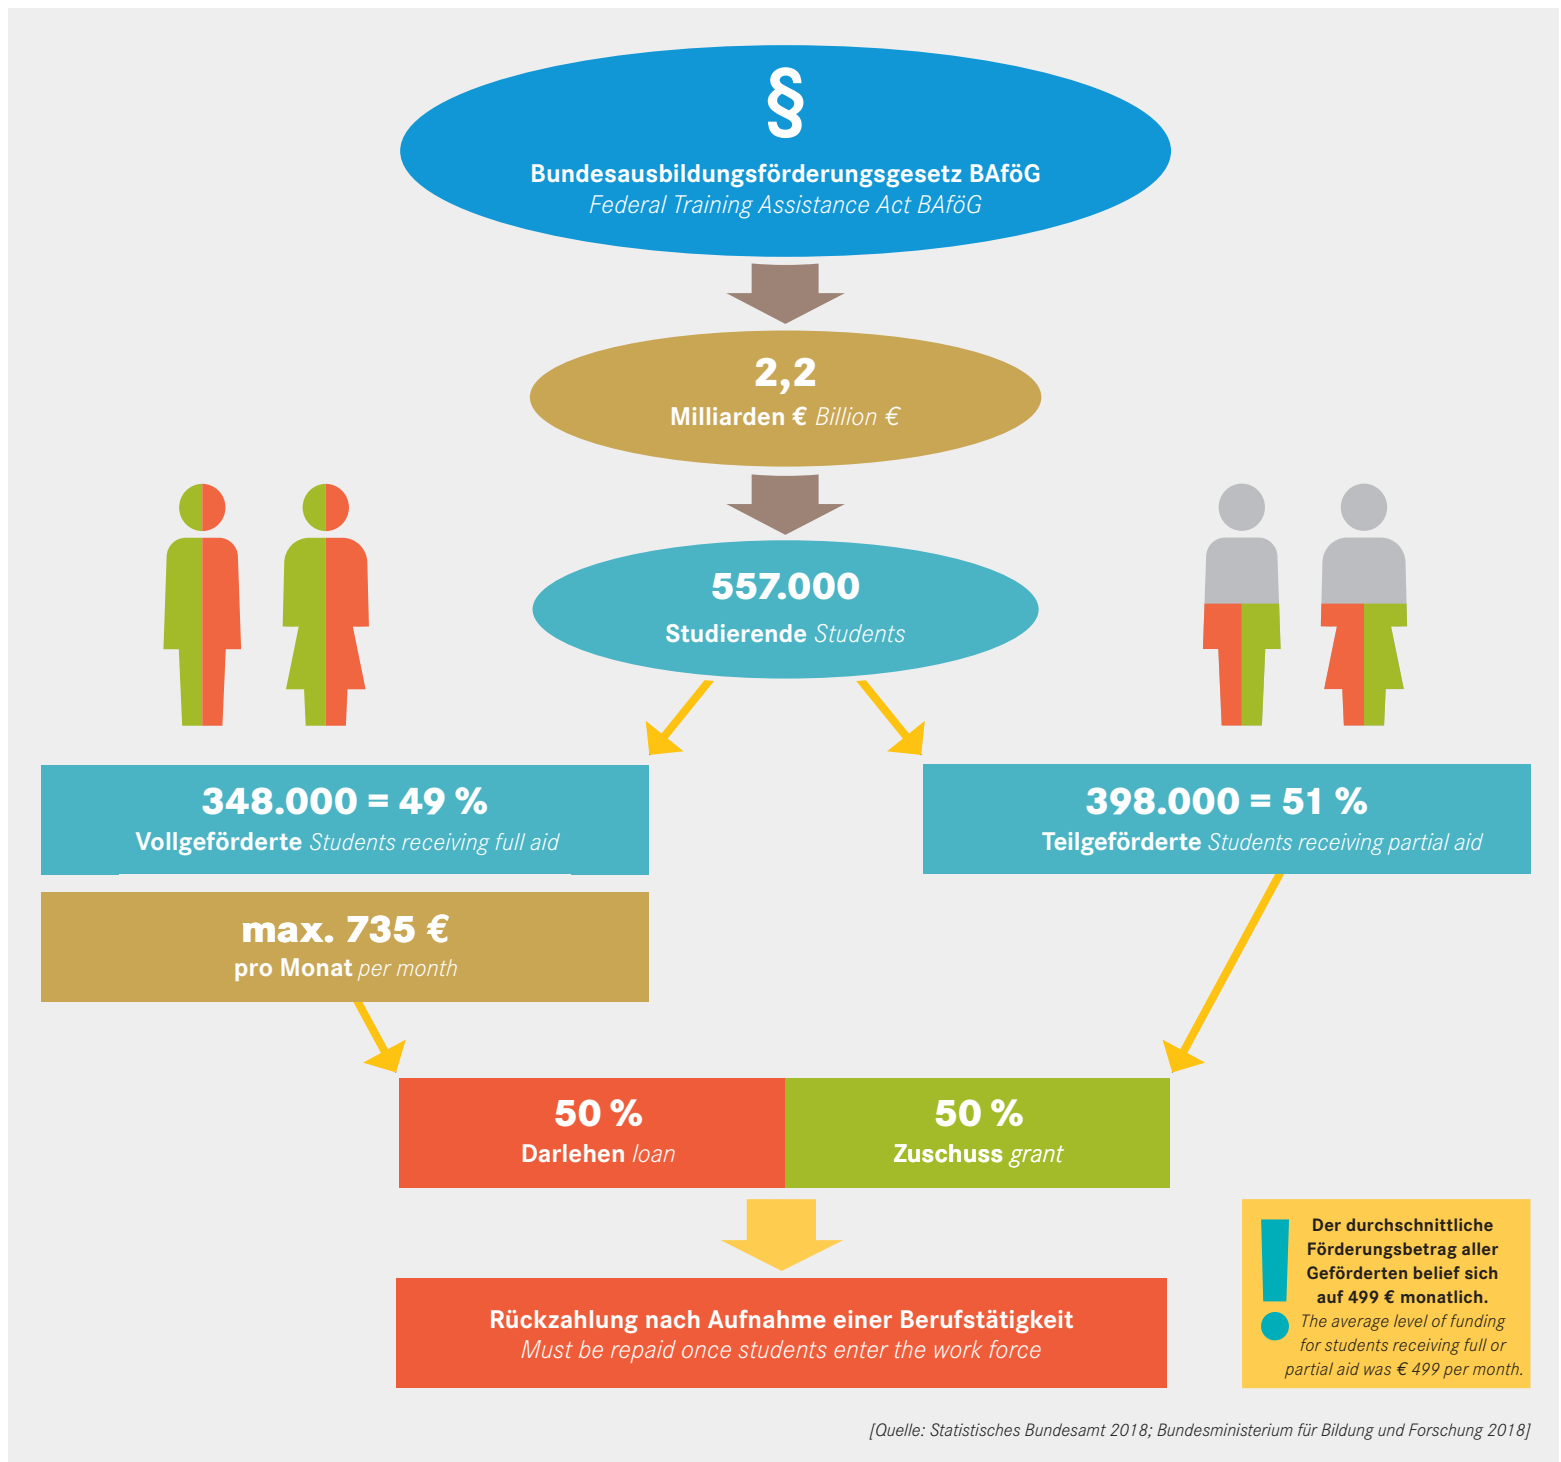 §
Bundesausbildungsförderungsgesetz BAföG
Federal Training Assistance Act BAföG
2,2
Milliarden € Billion €
557.000
Studierende Students
348.000 = 49 %
Vollgeförderte Students receiving full aid
398.000 = 51 %
Teilgeförderte Students receiving partial aid
max. 735 €
pro Monat per month
50 %
Darlehen loan
50 %
Zuschuss grant
Rückzahlung nach Aufnahme einer Berufstätigkeit
Must be repaid once students enter the work force
!
Der durchschnittliche
Förderungsbetrag aller
Geförderten belief sich
auf 499 € monatlich.
The average level of funding
for students receiving full or
partial aid was € 499 per month.
[Quelle: Statistisches Bundesamt 2018; Bundesministerium für Bildung und Forschung 2018]